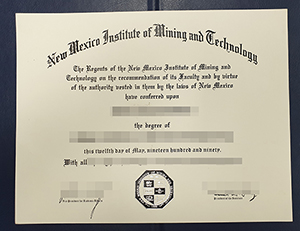 New Mexico Institute of Mining and Technology
The Regents of the New Mexico Institute of Mining and
Technology on the recommendation of its Faculty and by virtue
of the authority vested in them by the laws of New Mexico
have conferred upon
the degree of
this twelfth day of May, nineteen hundred and ninety.
With all